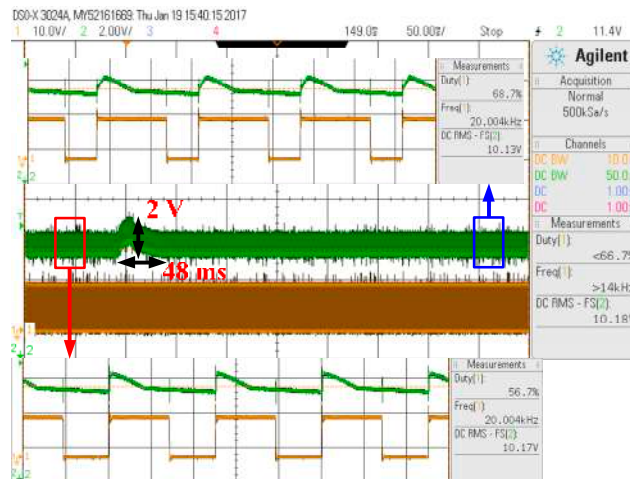 DSO-X 3024A, MY52161669: Thu Jan 19 15:40:15 2017
1 10.0V/ 2 2.00V/ 3 4 149.0s 50.00s/ Stop 2 11.4V
Agilent
Measurements
Duty(1):
68.7%
Freq(1):
20.004kHz
DC RMS - FS(2):
10.13V
Acquisition
Normal
500kSa/s
Channels
DC BW 10.0
DC BW 50.0
DC 1.00
DC 1.00
Measurements
Duty(1):
<66.7%
Freq(1):
>14kHz
DC RMS - FS(2):
10.18V
2 V
48 ms
Measurements
Duty(1):
56.7%
Freq(1):
20.004kHz
DC RMS - FS(2):
10.17V